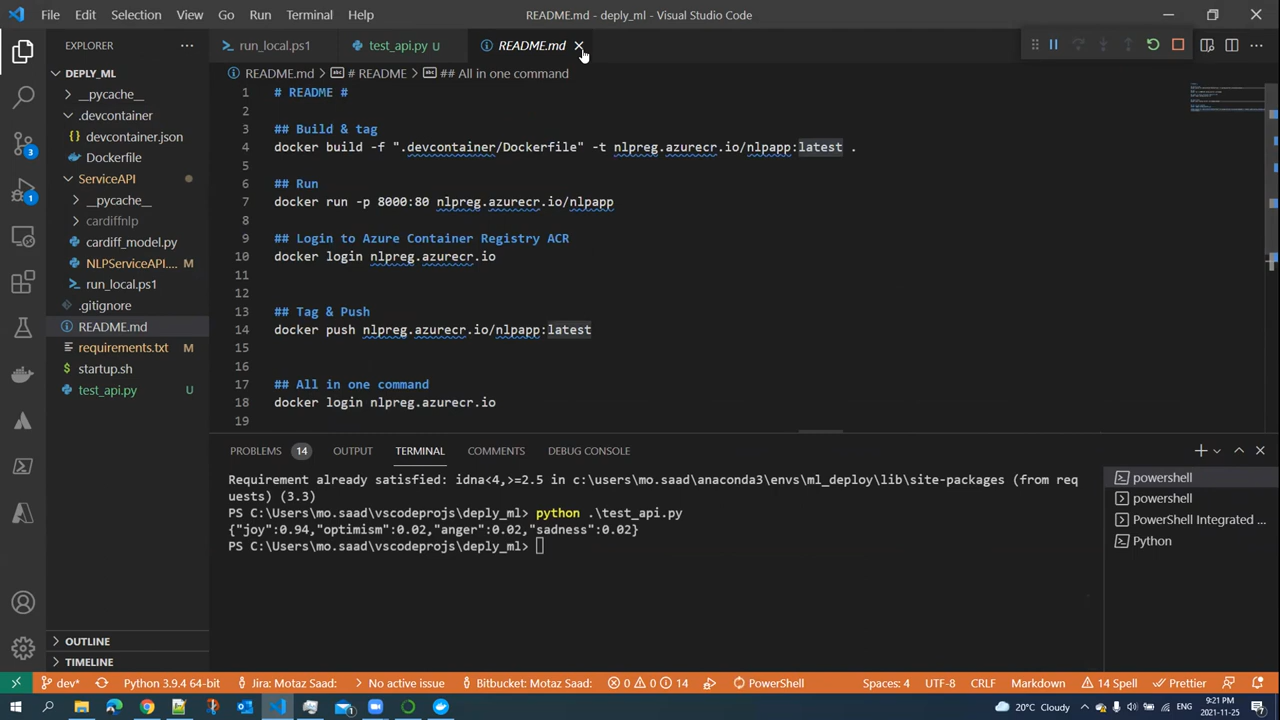 File Edit Selection View Go Run Terminal Help
README.md - deply_ml - Visual Studio Code
EXPLORER
run_local.ps1
test_api.py U
README.md
DEPLY_ML
README.md > # README > ## All in one command
__pycache__
.devcontainer
devcontainer.json
Dockerfile
ServiceAPI
__pycache__
cardiffnlp
cardiff_model.py
NLPServiceAPI.... M
run_local.ps1
.gitignore
README.md
requirements.txt M
startup.sh
test_api.py U
OUTLINE
TIMELINE
3
1
1 # README #
2
3 ## Build & tag
4 docker build -f ".devcontainer/Dockerfile" -t nlpreg.azurecr.io/nlpapp:latest .
5
6 ## Run
7 docker run -p 8000:80 nlpreg.azurecr.io/nlpapp
8
9 ## Login to Azure Container Registry ACR
10 docker login nlpreg.azurecr.io
11
12
13 ## Tag & Push
14 docker push nlpreg.azurecr.io/nlpapp:latest
15
16
17 ## All in one command
18 docker login nlpreg.azurecr.io
19
PROBLEMS 14 OUTPUT TERMINAL COMMENTS DEBUG CONSOLE
Requirement already satisfied: idna<4,>=2.5 in c:\users\mo.saad\anaconda3\envs\ml_deploy\lib\site-packages (from req
uests) (3.3)
PS C:\Users\mo.saad\vscodeprojs\deply_ml> python .\test_api.py
{"joy":0.94,"optimism":0.02,"anger":0.02,"sadness":0.02}
PS C:\Users\mo.saad\vscodeprojs\deply_ml>
powershell
powershell
PowerShell Integrated ...
Python
dev* Python 3.9.4 64-bit Jira: Motaz Saad: No active issue Bitbucket: Motaz Saad: 0 0 14 PowerShell Spaces: 4 UTF-8 CRLF Markdown 14 Spell Prettier
20°C Cloudy ENG 9:21 PM
2021-11-25